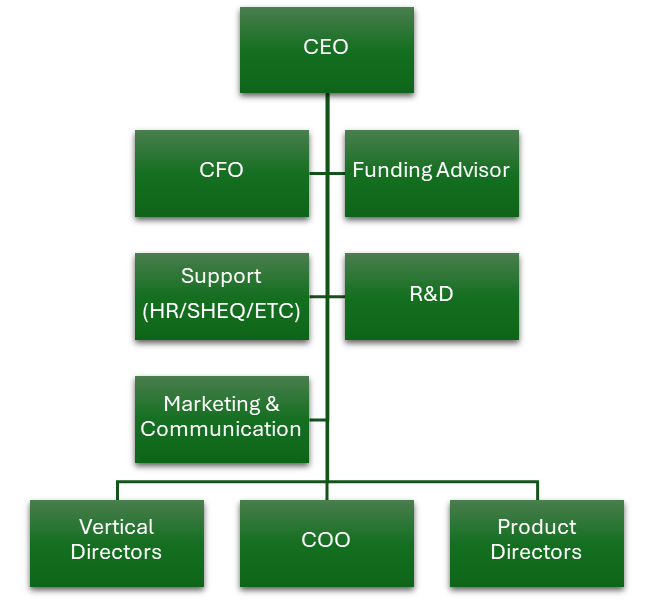 CEO
CFO
Funding Advisor
Support
(HR/SHEQ/ETC)
R&D
Marketing &
Communication
Vertical
Directors
COO
Product
Directors